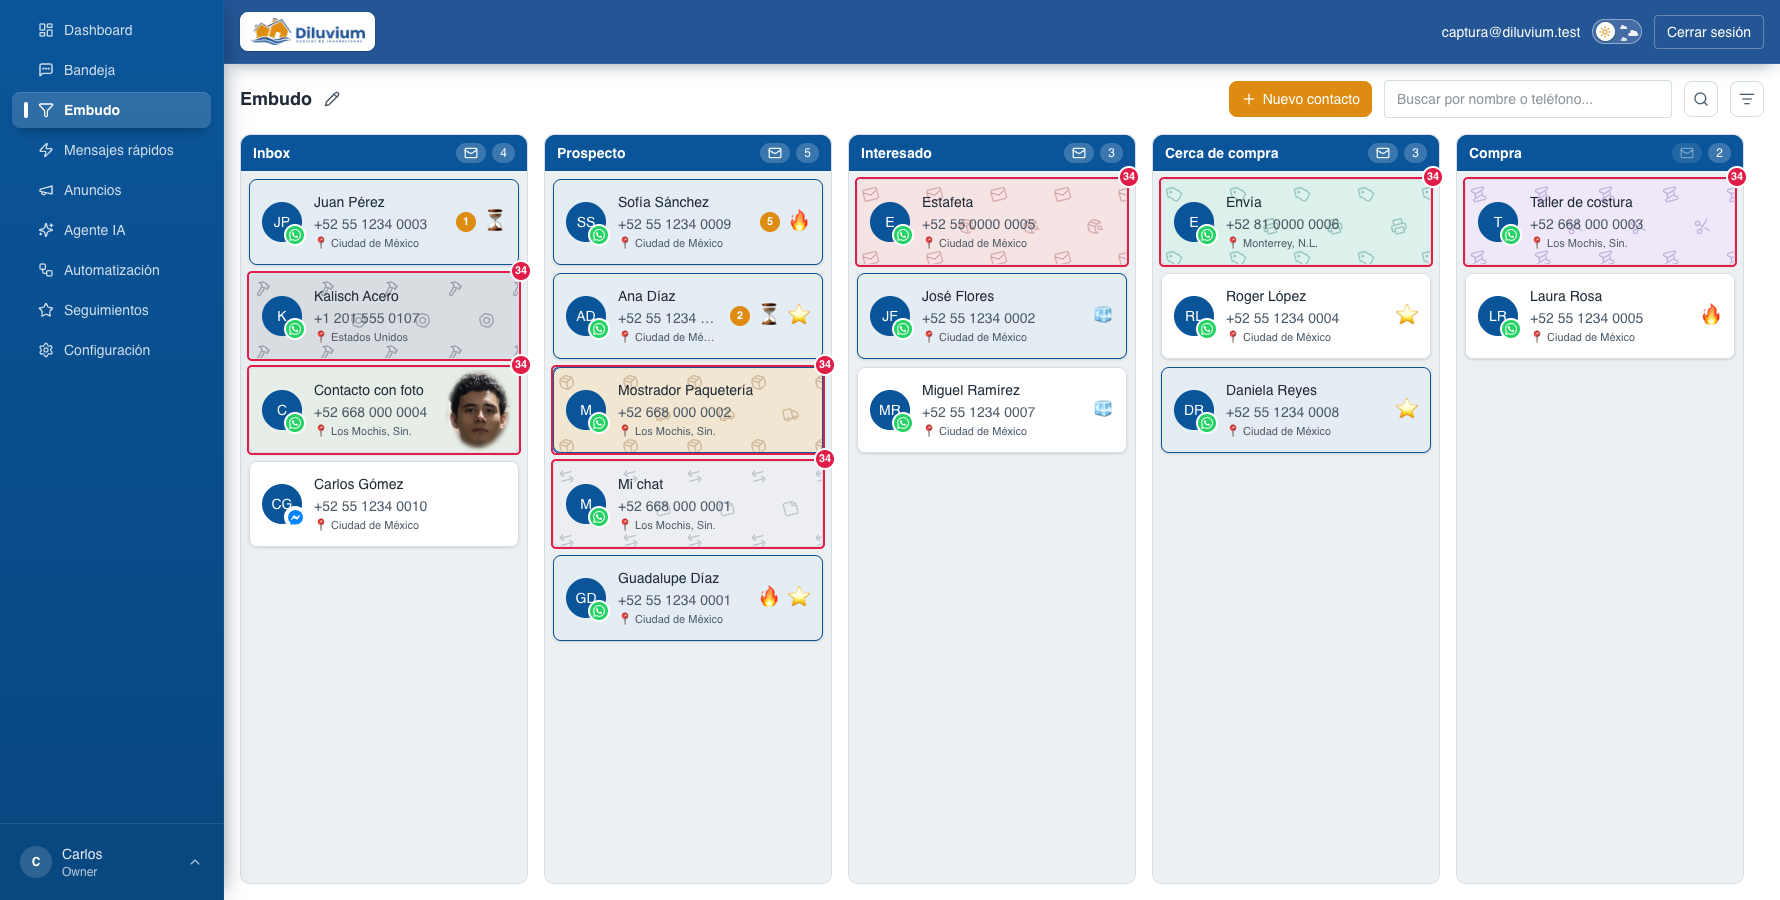 Dashboard
Bandeja
Embudo
Mensajes rápidos
Anuncios
Agente IA
Automatización
Seguimientos
Configuración
C
Carlos
Owner
Diluvium
captura@diluvium.test
Cerrar sesión
Embudo
Nuevo contacto
Buscar por nombre o teléfono...
Inbox
4
JP
Juan Pérez
+52 55 1234 0003
Ciudad de México
1
34
K
Kalisch Acero
+1 201 555 0107
Estados Unidos
34
C
Contacto con foto
+52 668 000 0004
Los Mochis, Sin.
CG
Carlos Gómez
+52 55 1234 0010
Ciudad de México
Prospecto
5
SS
Sofía Sánchez
+52 55 1234 0009
Ciudad de México
5
AD
Ana Díaz
+52 55 1234 ...
Ciudad de Mé...
2
34
M
Mostrador Paquetería
+52 668 000 0002
Los Mochis, Sin.
34
M
Mi chat
+52 668 000 0001
Los Mochis, Sin.
GD
Guadalupe Díaz
+52 55 1234 0001
Ciudad de México
Interesado
3
34
E
Estafeta
+52 55 0000 0005
Ciudad de México
JF
José Flores
+52 55 1234 0002
Ciudad de México
MR
Miguel Ramírez
+52 55 1234 0007
Ciudad de México
Cerca de compra
3
34
E
Envía
+52 81 0000 0006
Monterrey, N.L.
RL
Roger López
+52 55 1234 0004
Ciudad de México
DR
Daniela Reyes
+52 55 1234 0008
Ciudad de México
Compra
2
34
T
Taller de costura
+52 668 000 0003
Los Mochis, Sin.
LR
Laura Rosa
+52 55 1234 0005
Ciudad de México